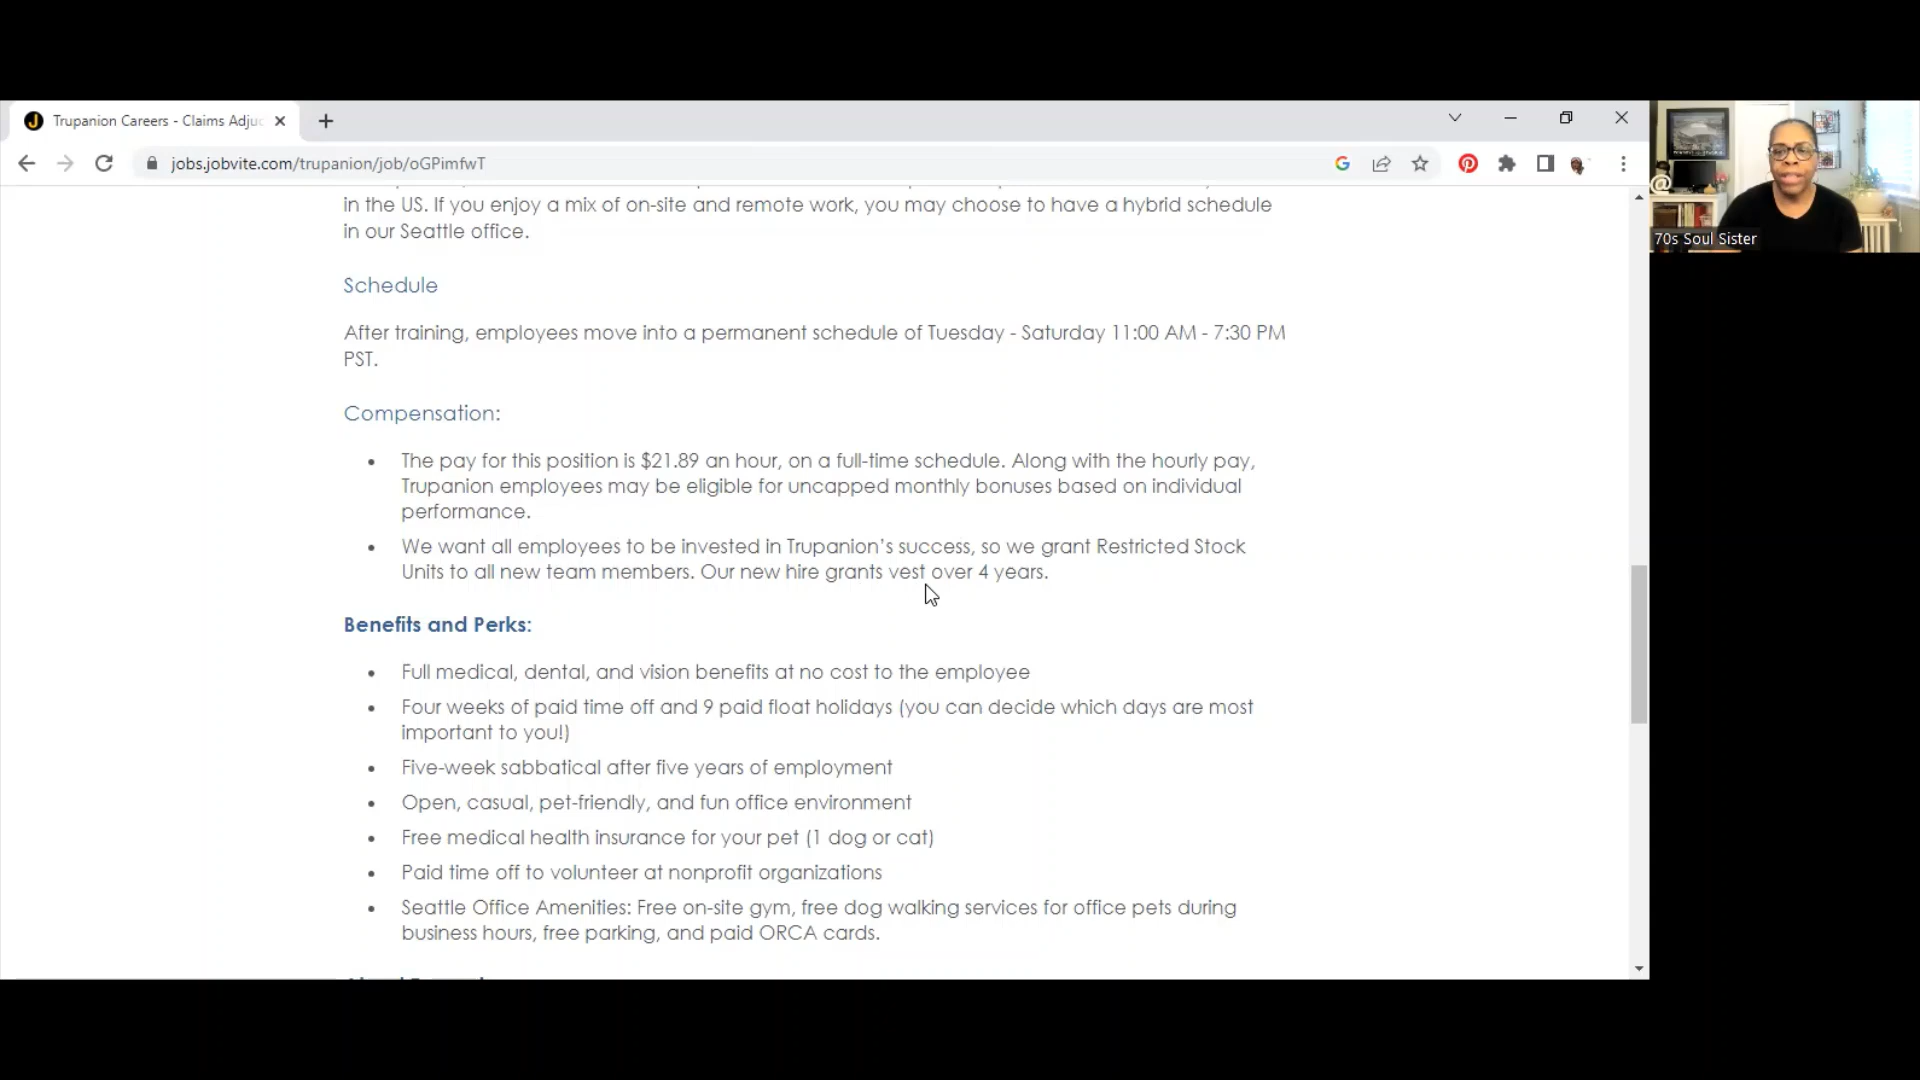 Trupanion Careers - Claims Adju
jobs.jobvite.com/trupanion/job/oGPimfwT
in the US. If you enjoy a mix of on-site and remote work, you may choose to have a hybrid schedule
in our Seattle office.
70s Soul Sister
Schedule
After training, employees move into a permanent schedule of Tuesday - Saturday 11:00 AM - 7:30 PM
PST.
Compensation:
• The pay for this position is $21.89 an hour, on a full-time schedule. Along with the hourly pay,
Trupanion employees may be eligible for uncapped monthly bonuses based on individual
performance.
• We want all employees to be invested in Trupanion’s success, so we grant Restricted Stock
Units to all new team members. Our new hire grants vest over 4 years.
Benefits and Perks:
• Full medical, dental, and vision benefits at no cost to the employee
• Four weeks of paid time off and 9 paid float holidays (you can decide which days are most
important to you!)
• Five-week sabbatical after five years of employment
• Open, casual, pet-friendly, and fun office environment
• Free medical health insurance for your pet (1 dog or cat)
• Paid time off to volunteer at nonprofit organizations
• Seattle Office Amenities: Free on-site gym, free dog walking services for office pets during
business hours, free parking, and paid ORCA cards.